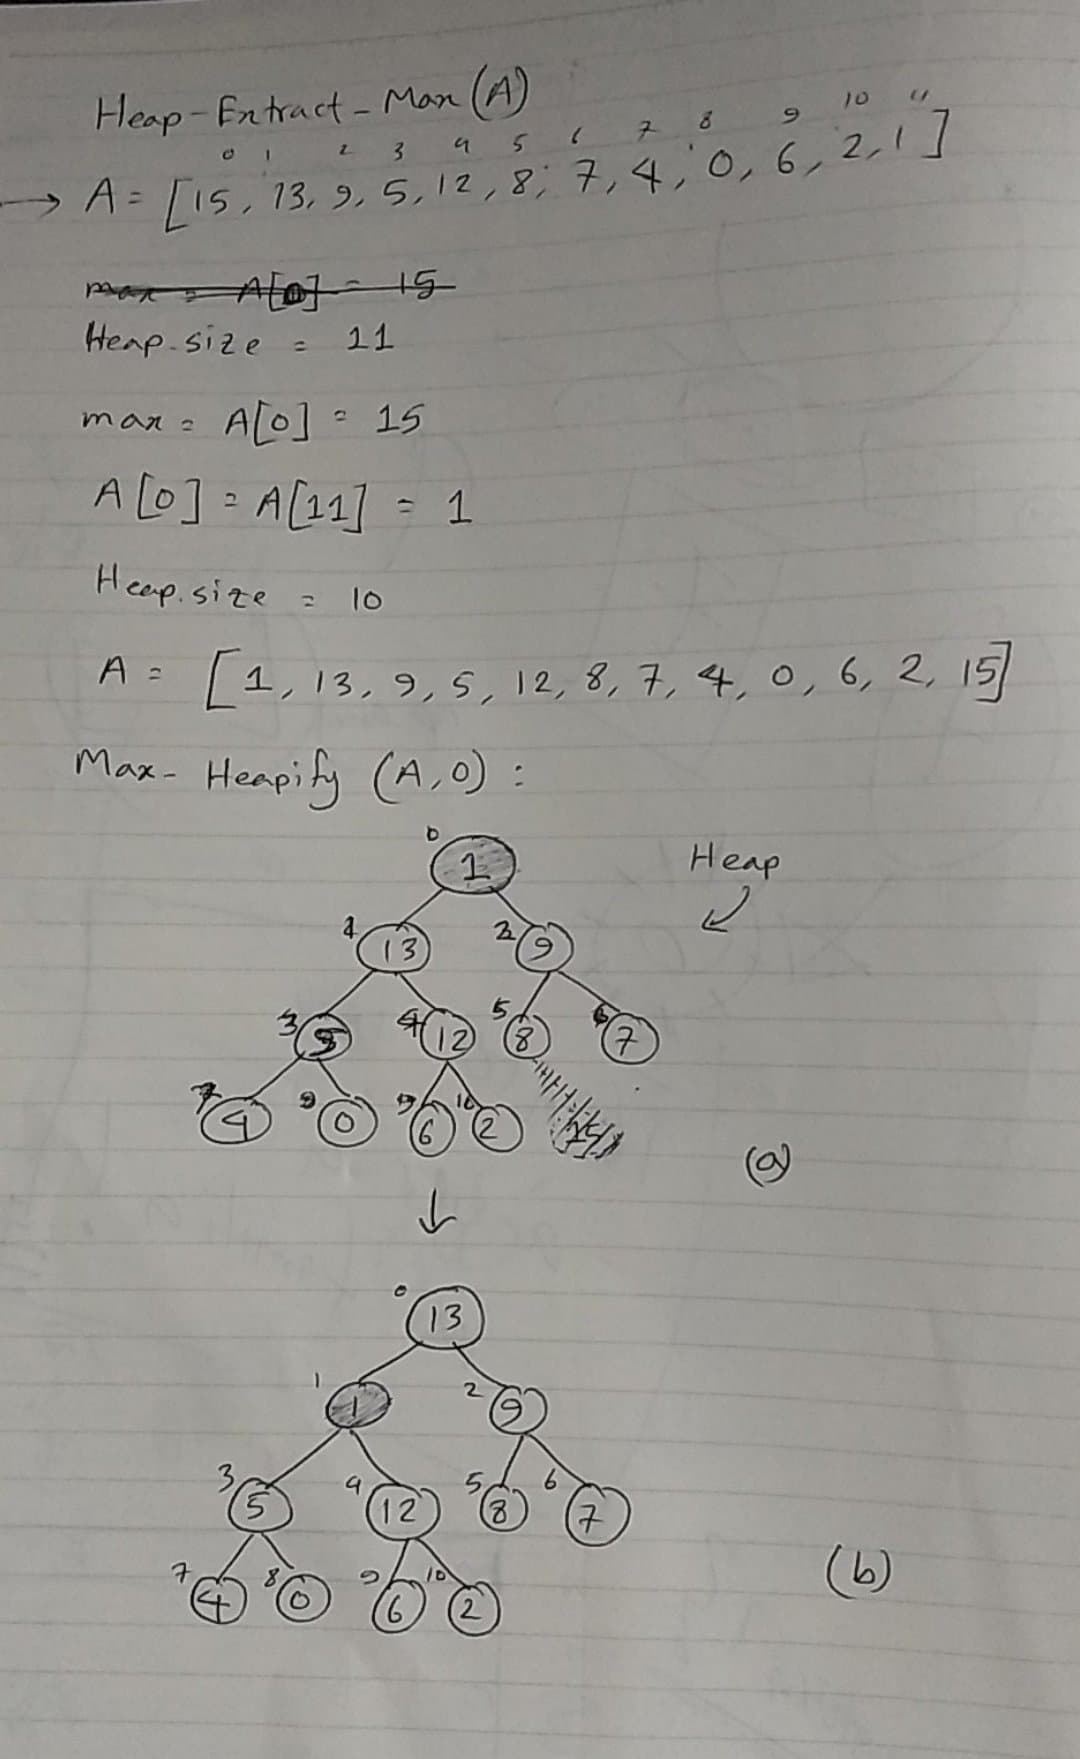 Heap-Extract-Max (A)
0 1 2 3 4 5 6 7 8 9 10 11
→ A = [15, 13, 9, 5, 12, 8, 7, 4, 0, 6, 2, 1]
max = A[0] = 15
Heap.size = 11
max = A[0] = 15
A[0] = A[11] = 1
Heap.size = 10
A = [1, 13, 9, 5, 12, 8, 7, 4, 0, 6, 2, 15]
Max-Heapify (A, 0) :
0
1
Heap
1 13 2 9
3 5 4 12 5 8 6 7
7 4 0 9 6 10 2 15
(a)
↓
0 13
1 1 2 9
3 5 4 12 5 8 6 7
7 4 8 0 9 6 10 2
(b)